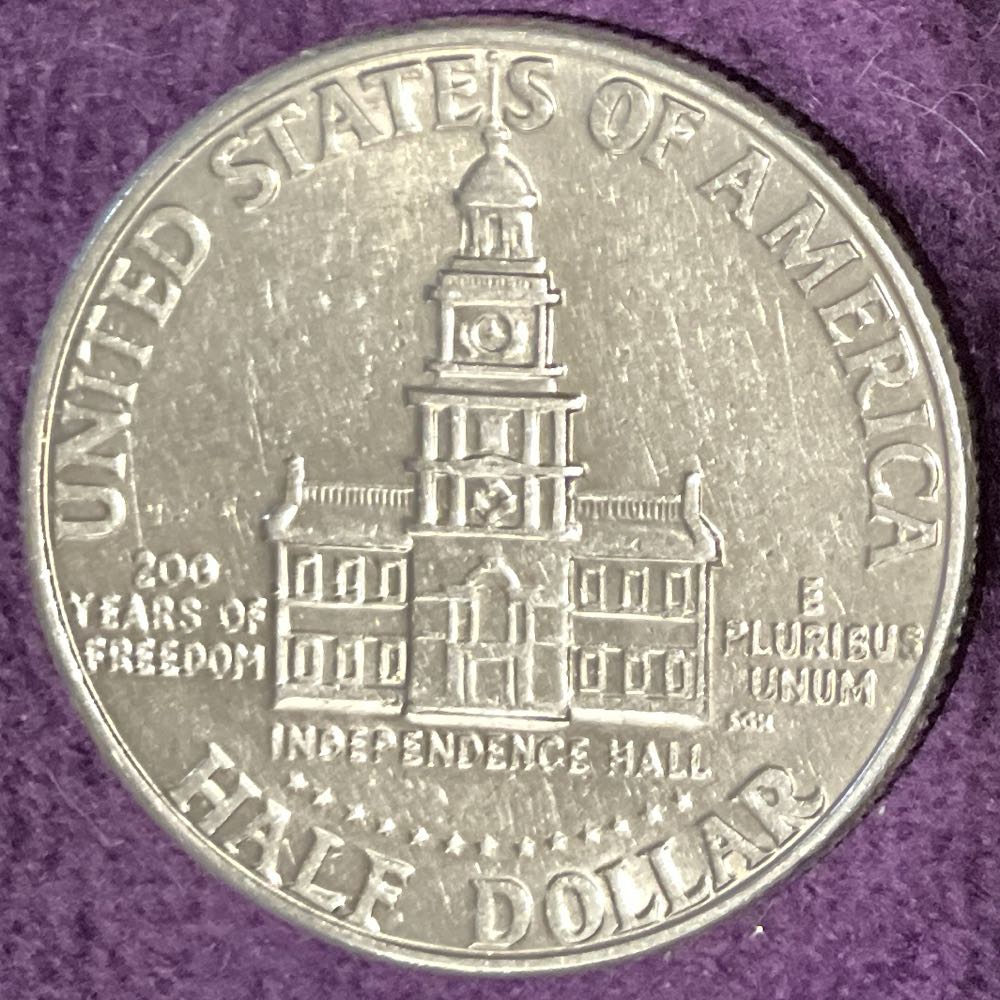 UNITED STATES OF AMERICA
200
YEARS OF
FREEDOM
E
PLURIBUS
UNUM
SGH
INDEPENDENCE HALL
HALF DOLLAR